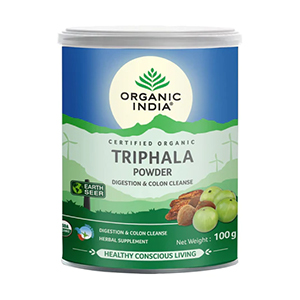 ORGANIC
INDIA®
CERTIFIED ORGANIC
TRIPHALA
POWDER
DIGESTION & COLON CLEANSE
EARTH
SEER
DIGESTION & COLON CLEANSE
HERBAL SUPPLEMENT
Net Weight : 100 g
HEALTHY CONSCIOUS LIVING